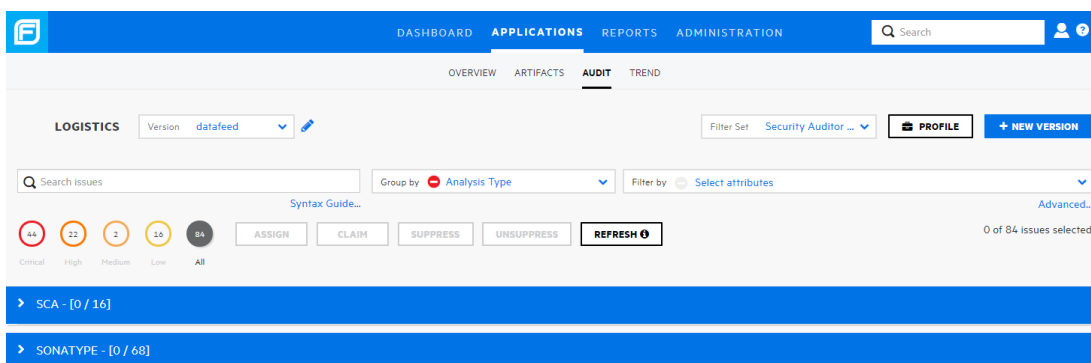 DASHBOARD APPLICATIONS REPORTS ADMINISTRATION Search
OVERVIEW ARTIFACTS AUDIT TREND
LOGISTICS Version datafeed Filter Set Security Auditor ... PROFILE + NEW VERSION
Search issues Group by Analysis Type Filter by Select attributes
Syntax Guide... Advanced...
44 22 2 16 84 ASSIGN CLAIM SUPPRESS UNSUPPRESS REFRESH 0 of 84 issues selected
Critical High Medium Low All
SCA - [0 / 16]
SONATYPE - [0 / 68]